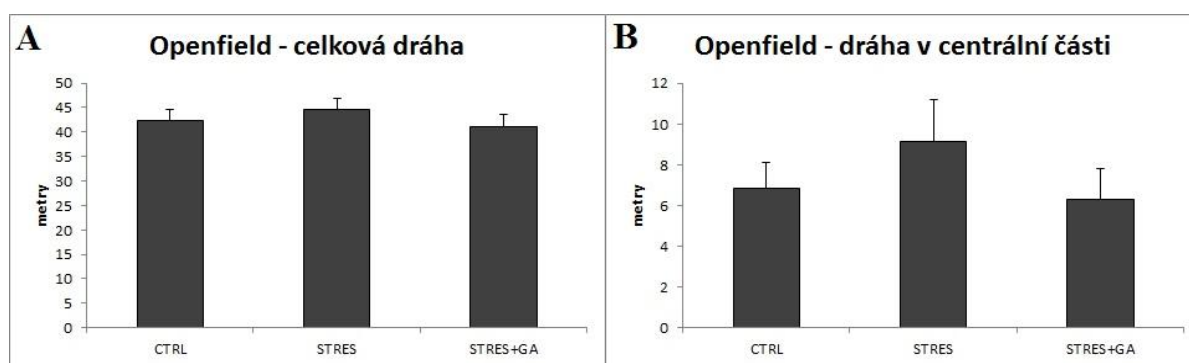 A
Openfield - celková dráha
50
45
40
35
30
25
20
15
10
5
0
metry
CTRL STRES STRES+GA
B
Openfield - dráha v centrální části
12
10
8
6
4
2
0
metry
CTRL STRES STRES+GA